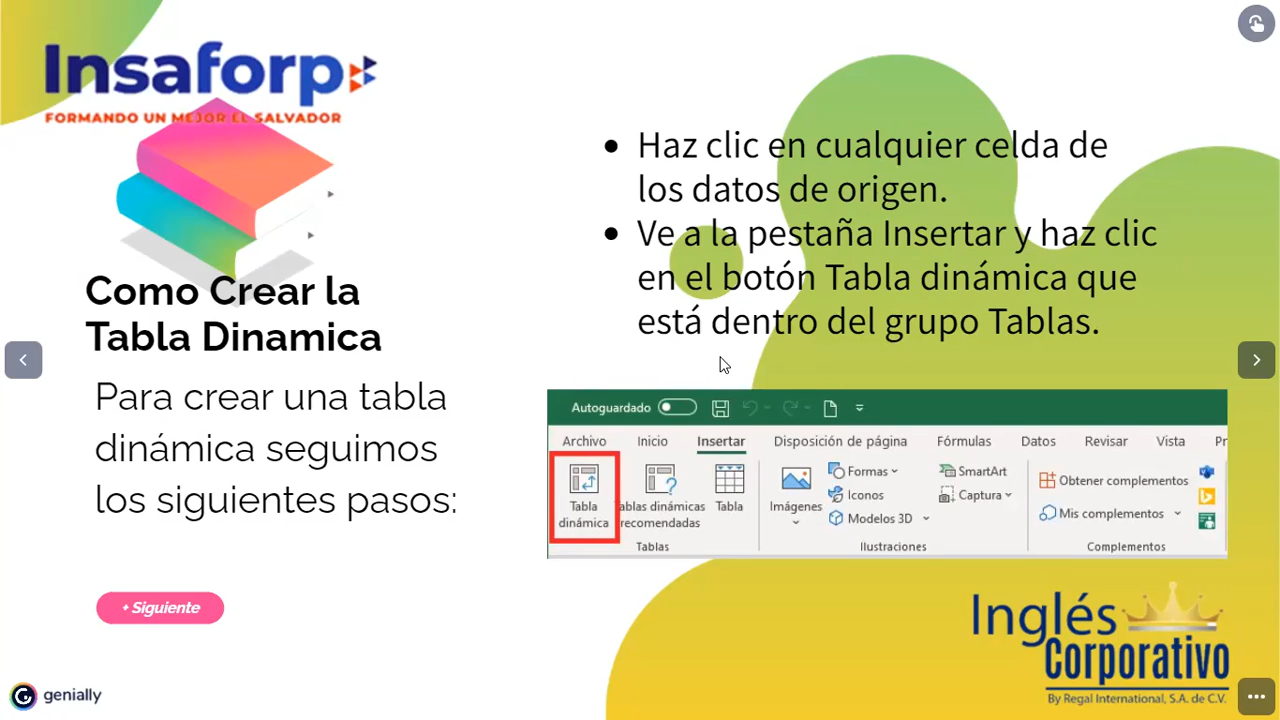 Insaforp
FORMANDO UN MEJOR EL SALVADOR
Como Crear la
Tabla Dinamica
Para crear una tabla
dinámica seguimos
los siguientes pasos:
+ Siguiente
genially
• Haz clic en cualquier celda de
los datos de origen.
• Ve a la pestaña Insertar y haz clic
en el botón Tabla dinámica que
está dentro del grupo Tablas.
Autoguardado
Archivo Inicio Insertar Disposición de página Fórmulas Datos Revisar Vista Pr
Tabla
dinámica
Tablas dinámicas
recomendadas
Tabla
Tablas
Imágenes
Formas
Iconos
Modelos 3D
SmartArt
Captura
Ilustraciones
Obtener complementos
Mis complementos
Complementos
Inglés
Corporativo
By Regal International, S.A. de C.V.